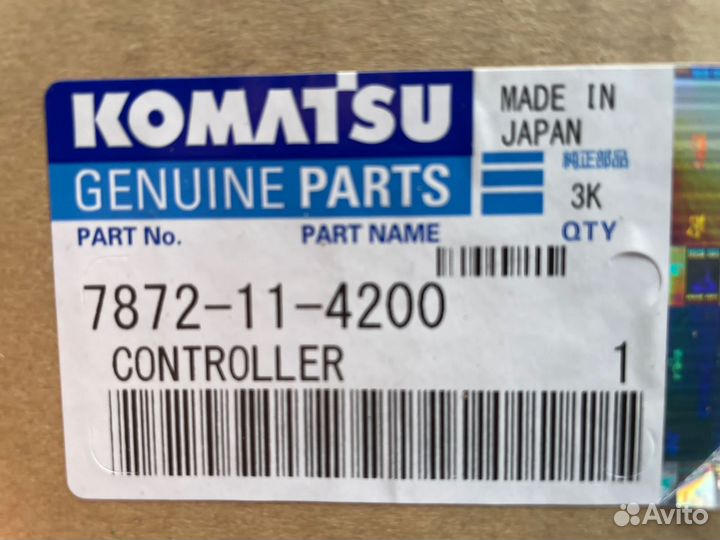 KOMATSU
MADE IN
JAPAN
GENUINE PARTS
純正部品
3K
PART No.
PART NAME
QTY
7872-11-4200
CONTROLLER
1
Avito